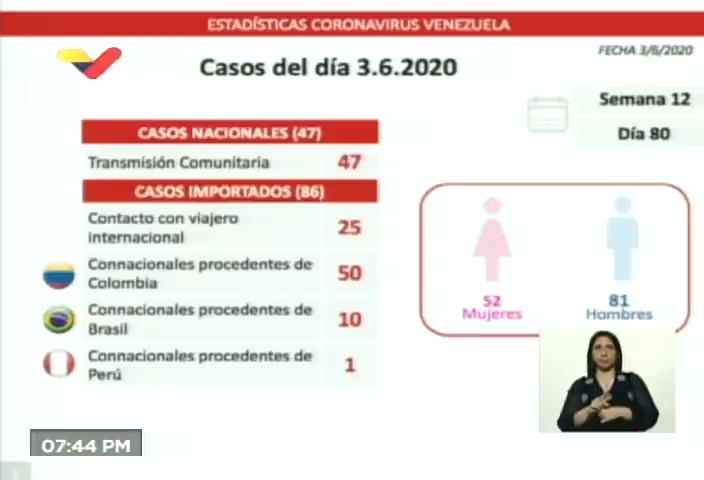 ESTADÍSTICAS CORONAVIRUS VENEZUELA
FECHA 3/6/2020
Casos del día 3.6.2020
Semana 12
Día 80
CASOS NACIONALES (47)
Transmisión Comunitaria 47
CASOS IMPORTADOS (86)
Contacto con viajero
internacional
25
Connacionales procedentes de
Colombia
50
Connacionales procedentes de
Brasil
10
Connacionales procedentes de
Perú
1
52
Mujeres
81
Hombres
07:44 PM